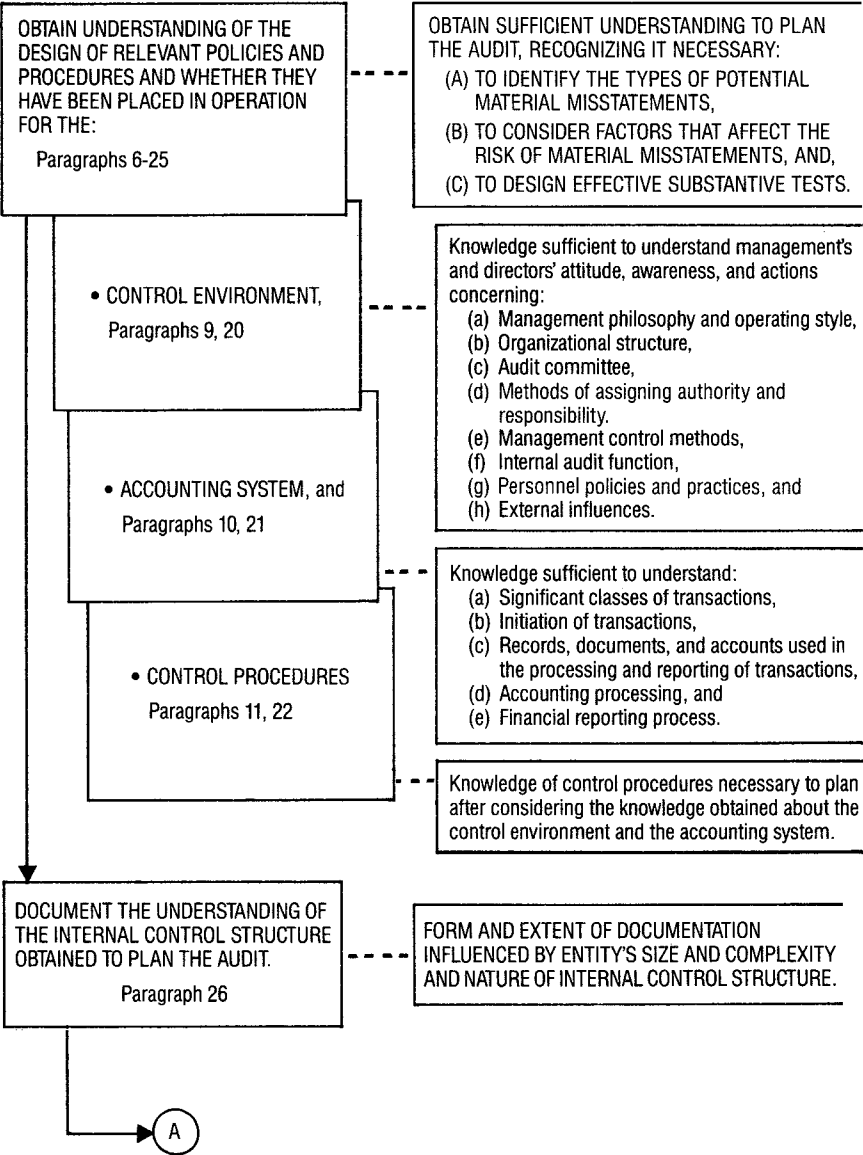 OBTAIN UNDERSTANDING OF THE
DESIGN OF RELEVANT POLICIES AND
PROCEDURES AND WHETHER THEY
HAVE BEEN PLACED IN OPERATION
FOR THE:
Paragraphs 6-25
OBTAIN SUFFICIENT UNDERSTANDING TO PLAN
THE AUDIT, RECOGNIZING IT NECESSARY:
(A) TO IDENTIFY THE TYPES OF POTENTIAL
MATERIAL MISSTATEMENTS,
(B) TO CONSIDER FACTORS THAT AFFECT THE
RISK OF MATERIAL MISSTATEMENTS, AND,
(C) TO DESIGN EFFECTIVE SUBSTANTIVE TESTS.
• CONTROL ENVIRONMENT,
Paragraphs 9, 20
Knowledge sufficient to understand management's
and directors' attitude, awareness, and actions
concerning:
(a) Management philosophy and operating style,
(b) Organizational structure,
(c) Audit committee,
(d) Methods of assigning authority and
responsibility.
(e) Management control methods,
(f) Internal audit function,
(g) Personnel policies and practices, and
(h) External influences.
• ACCOUNTING SYSTEM, and
Paragraphs 10, 21
Knowledge sufficient to understand:
(a) Significant classes of transactions,
(b) Initiation of transactions,
(c) Records, documents, and accounts used in
the processing and reporting of transactions,
(d) Accounting processing, and
(e) Financial reporting process.
• CONTROL PROCEDURES
Paragraphs 11, 22
Knowledge of control procedures necessary to plan
after considering the knowledge obtained about the
control environment and the accounting system.
DOCUMENT THE UNDERSTANDING OF
THE INTERNAL CONTROL STRUCTURE
OBTAINED TO PLAN THE AUDIT.
Paragraph 26
FORM AND EXTENT OF DOCUMENTATION
INFLUENCED BY ENTITY'S SIZE AND COMPLEXITY
AND NATURE OF INTERNAL CONTROL STRUCTURE.
A